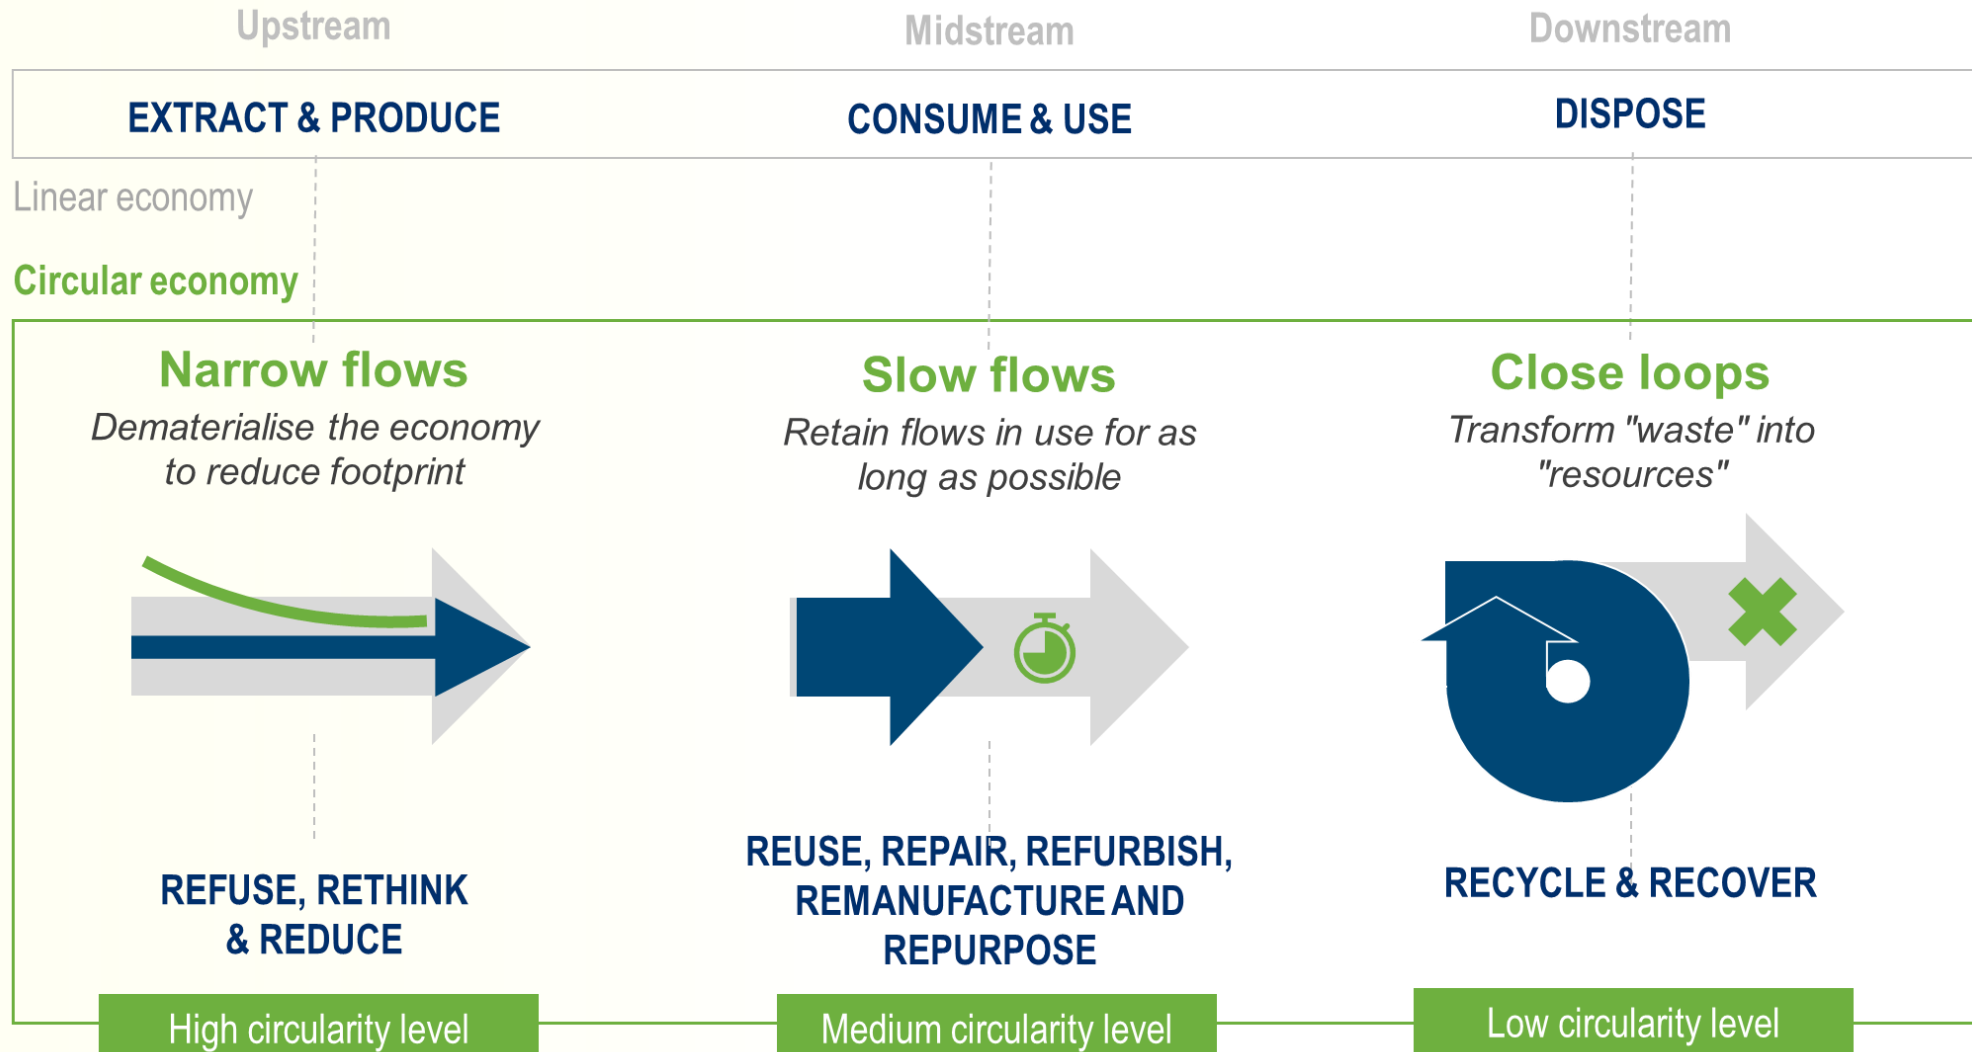 Upstream
Midstream
Downstream
EXTRACT & PRODUCE
CONSUME & USE
DISPOSE
Linear economy
Circular economy
Narrow flows
Dematerialise the economy
to reduce footprint
Slow flows
Retain flows in use for as
long as possible
Close loops
Transform "waste" into
"resources"
REFUSE, RETHINK
& REDUCE
REUSE, REPAIR, REFURBISH,
REMANUFACTURE AND
REPURPOSE
RECYCLE & RECOVER
High circularity level
Medium circularity level
Low circularity level